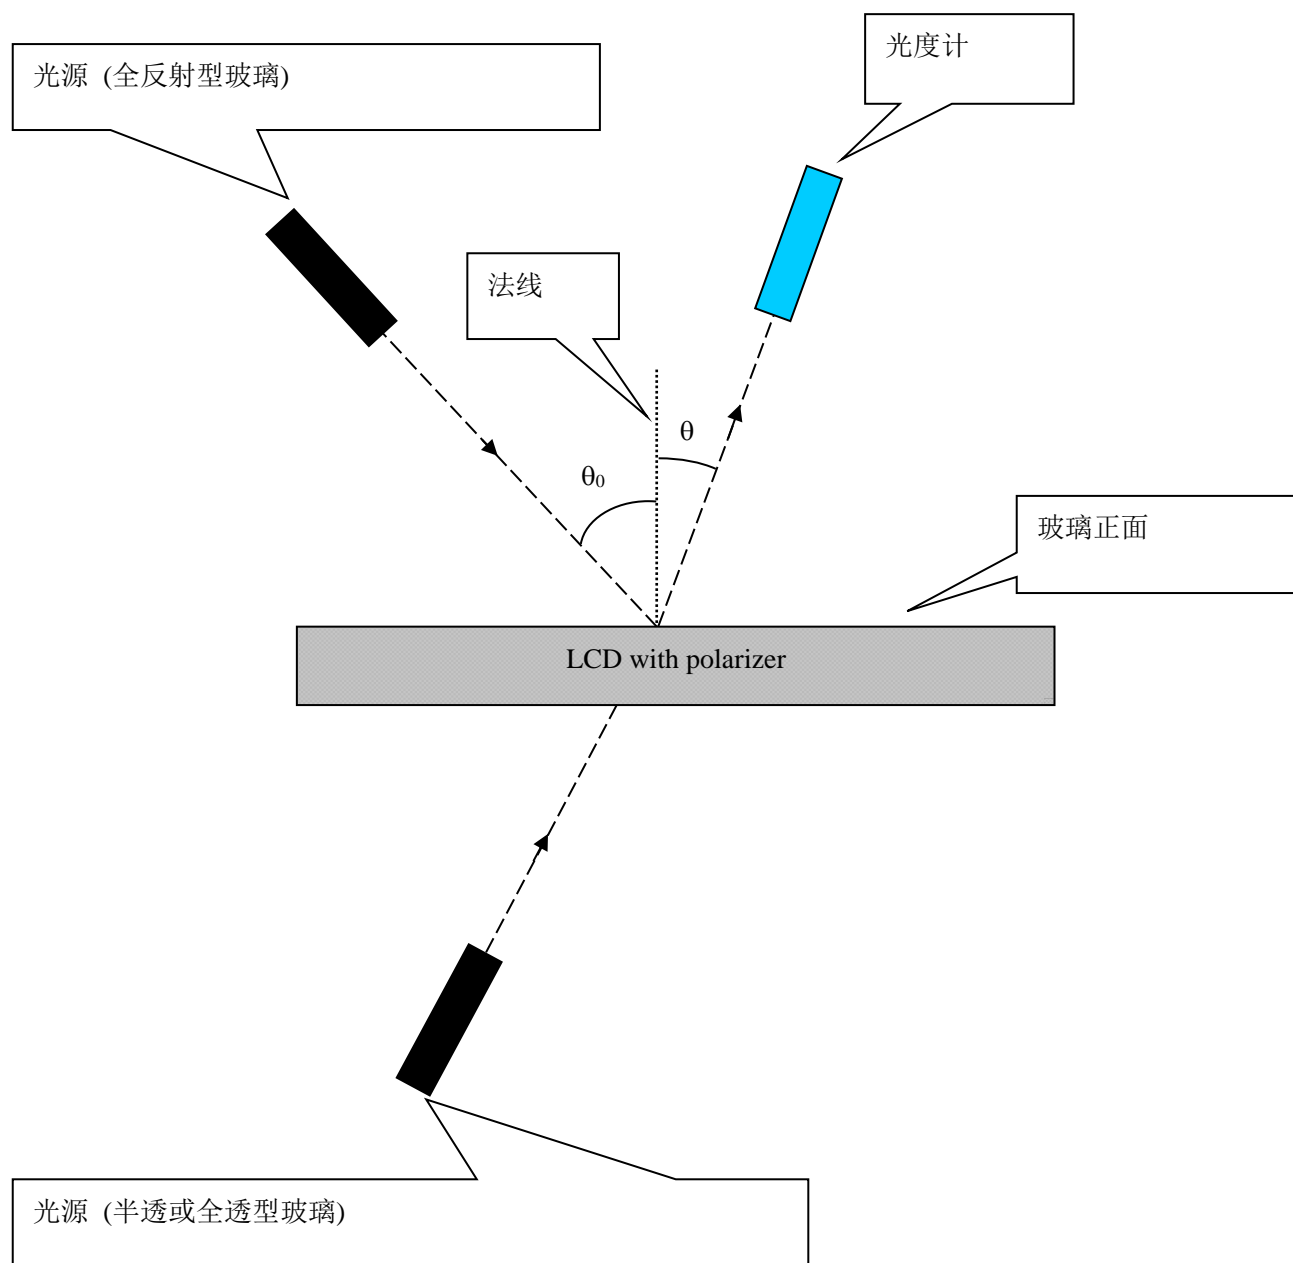 光度计
光源 (全反射型玻璃)
法线
θ
θ₀
玻璃正面
LCD with polarizer
光源 (半透或全透型玻璃)